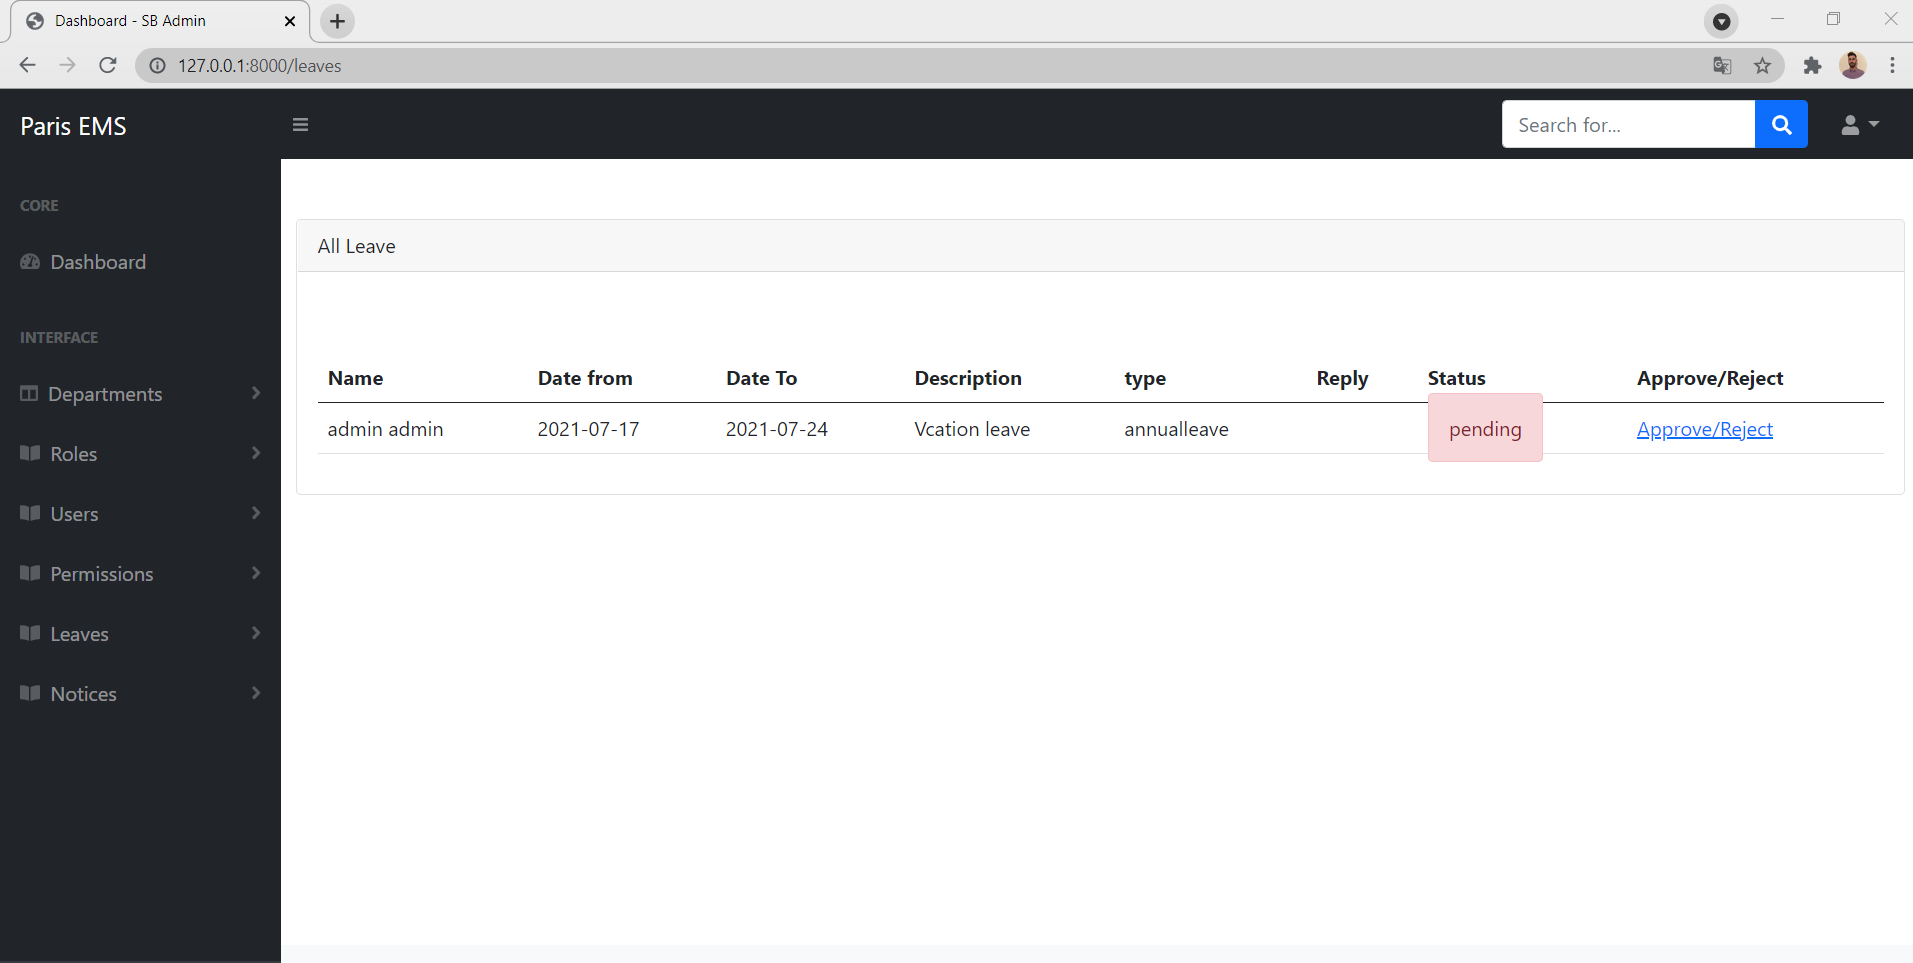 Dashboard - SB Admin
127.0.0.1:8000/leaves
Paris EMS
Search for...
CORE
Dashboard
INTERFACE
Departments
Roles
Users
Permissions
Leaves
Notices
All Leave
Name Date from Date To Description type Reply Status Approve/Reject
admin admin 2021-07-17 2021-07-24 Vcation leave annualleave pending Approve/Reject